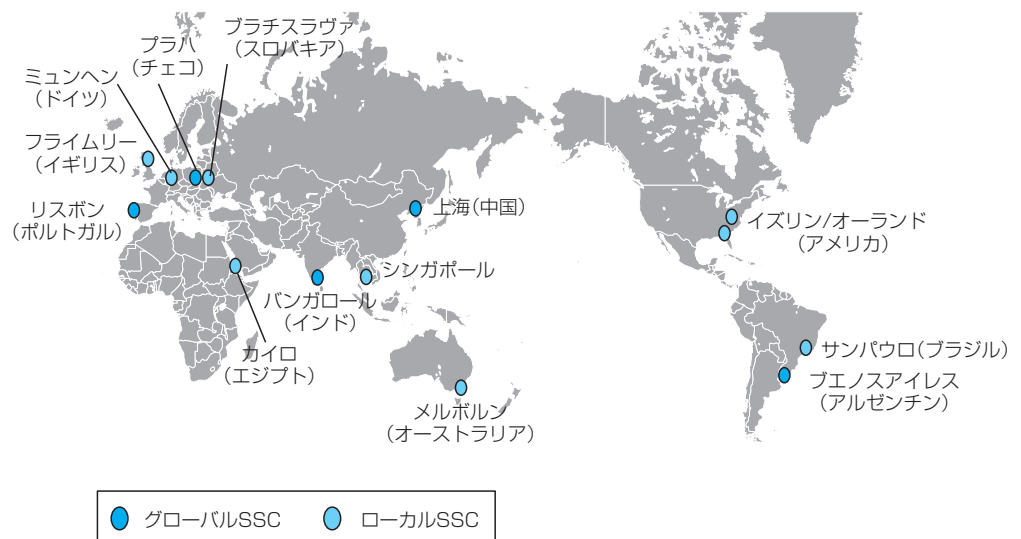 ブラチスラヴァ
（スロバキア）
プラハ
（チェコ）
ミュンヘン
（ドイツ）
フライムリー
（イギリス）
リスボン
（ポルトガル）
上海（中国）
シンガポール
バンガロール
（インド）
カイロ
（エジプト）
メルボルン
（オーストラリア）
イズリン/オーランド
（アメリカ）
サンパウロ（ブラジル）
ブエノスアイレス
（アルゼンチン）
グローバルSSC
ローカルSSC